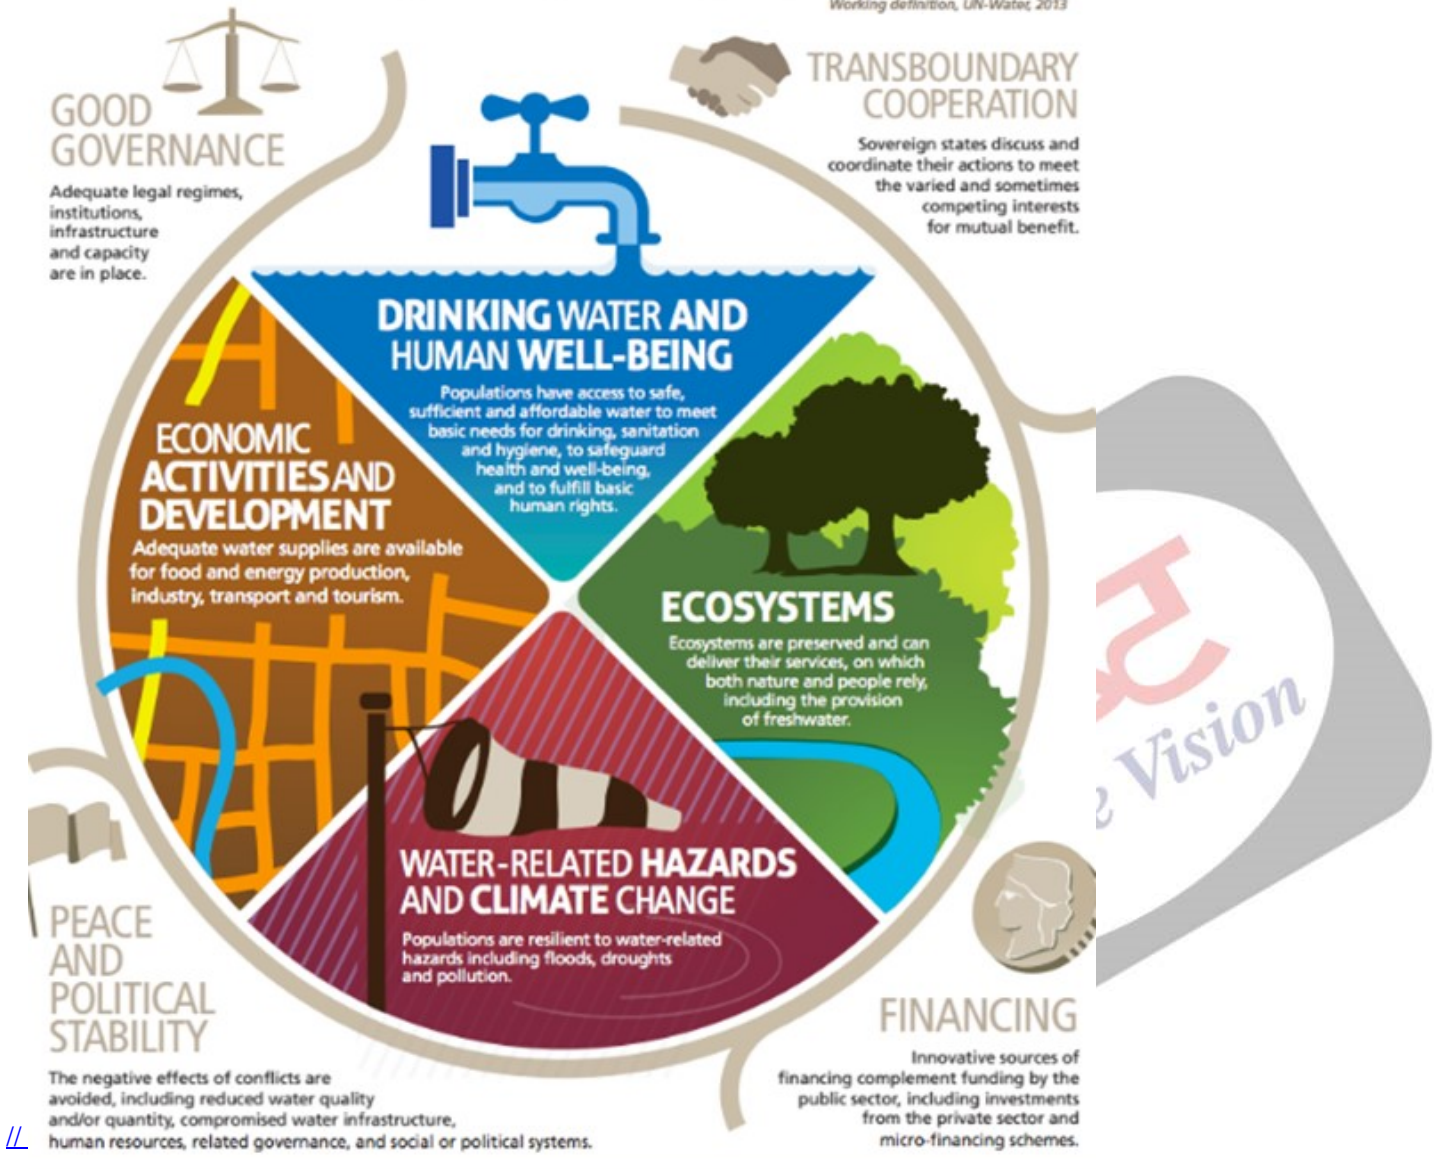 Working definition, UN-Water, 2013
GOOD
GOVERNANCE
Adequate legal regimes,
institutions,
infrastructure
and capacity
are in place.
TRANSBOUNDARY
COOPERATION
Sovereign states discuss and
coordinate their actions to meet
the varied and sometimes
competing interests
for mutual benefit.
DRINKING WATER AND
HUMAN WELL-BEING
Populations have access to safe,
sufficient and affordable water to meet
basic needs for drinking, sanitation
and hygiene, to safeguard
health and well-being,
and to fulfill basic
human rights.
ECONOMIC
ACTIVITIES AND
DEVELOPMENT
Adequate water supplies are available
for food and energy production,
industry, transport and tourism.
ECOSYSTEMS
Ecosystems are preserved and can
deliver their services, on which
both nature and people rely,
including the provision
of freshwater.
WATER-RELATED HAZARDS
AND CLIMATE CHANGE
Populations are resilient to water-related
hazards including floods, droughts
and pollution.
PEACE
AND
POLITICAL
STABILITY
The negative effects of conflicts are
avoided, including reduced water quality
and/or quantity, compromised water infrastructure,
human resources, related governance, and social or political systems.
FINANCING
Innovative sources of
financing complement funding by the
public sector, including investments
from the private sector and
micro-financing schemes.
Vision
//